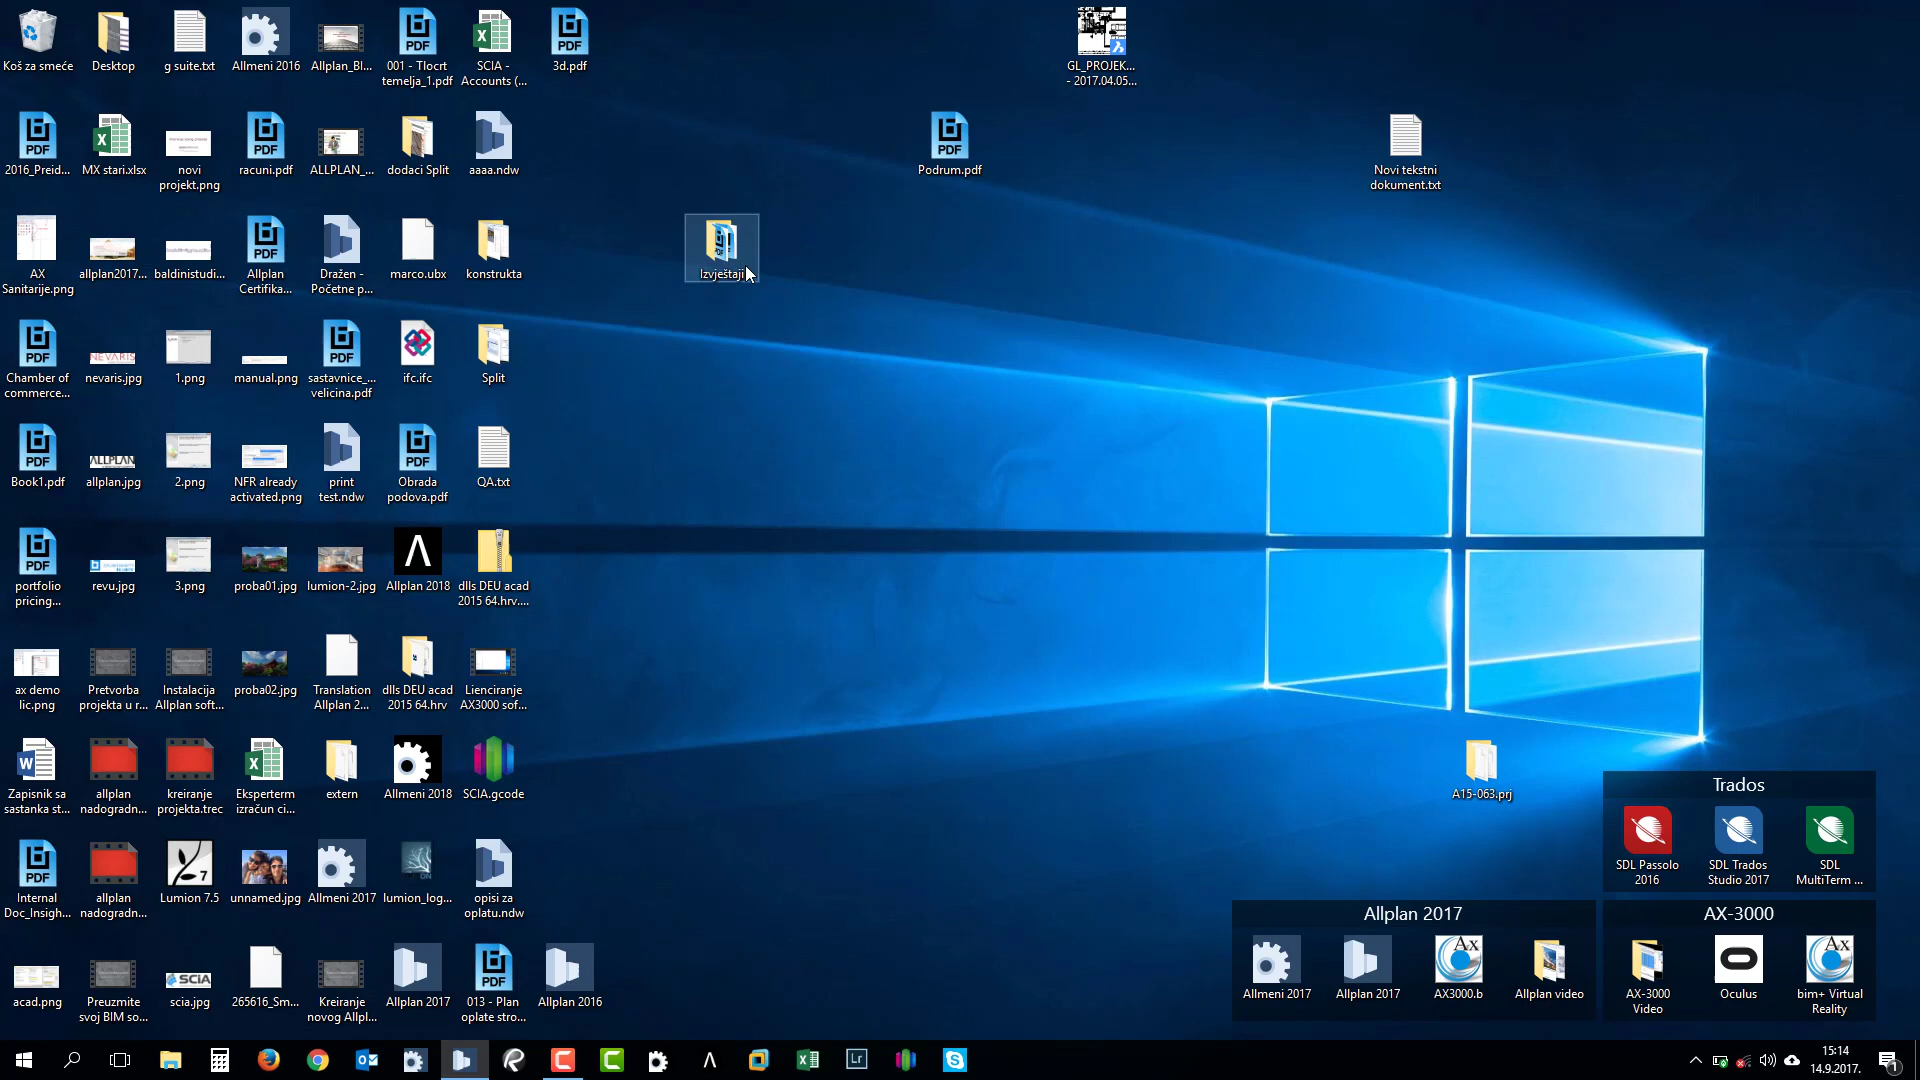 Koš za smeće
Desktop
g suite.txt
Allmeni 2016
Allplan_BI...
001 - Tlocrt
temelja_1.pdf
SCIA -
Accounts (...
3d.pdf
GL_PROJEK...
- 2017.04.05...
2016_Preid...
MX stari.xlsx
novi
projekt.png
racuni.pdf
ALLPLAN_...
dodaci Split
aaaa.ndw
Podrum.pdf
Novi tekstni
dokument.txt
AX
Sanitarije.png
allplan2017...
baldinistudi...
Allplan
Certifika...
Dražen -
Početne p...
marco.ubx
konstrukta
Izvještaji
Chamber of
commerce...
nevaris.jpg
1.png
manual.png
sastavnice_...
velicina.pdf
ifc.ifc
Split
Book1.pdf
allplan.jpg
2.png
NFR already
activated.png
print
test.ndw
Obrada
podova.pdf
QA.txt
portfolio
pricing...
revu.jpg
3.png
proba01.jpg
lumion-2.jpg
Allplan 2018
dlls DEU acad
2015 64.hrv....
ax demo
lic.png
Pretvorba
projekta u r...
Instalacija
Allplan soft...
proba02.jpg
Translation
Allplan 2...
dlls DEU acad
2015 64.hrv
Lienciranje
AX3000 sof...
Zapisnik sa
sastanka st...
allplan
nadogradn...
kreiranje
projekta.trec
Eksperterm
izračun ci...
extern
Allmeni 2018
SCIA.gcode
A15-063.prj
Internal
Doc_Insigh...
allplan
nadogradn...
Lumion 7.5
unnamed.jpg
Allmeni 2017
lumion_log...
opisi za
oplatu.ndw
acad.png
Preuzmite
svoj BIM so...
scia.jpg
265616_Sm...
Kreiranje
novog Allpl...
Allplan 2017
013 - Plan
oplate stro...
Allplan 2016
Trados
SDL Passolo
2016
SDL Trados
Studio 2017
SDL
MultiTerm ...
Allplan 2017
Allmeni 2017
Allplan 2017
AX3000.b
Allplan video
AX-3000
AX-3000
Video
Oculus
bim+ Virtual
Reality
15:14
14.9.2017.